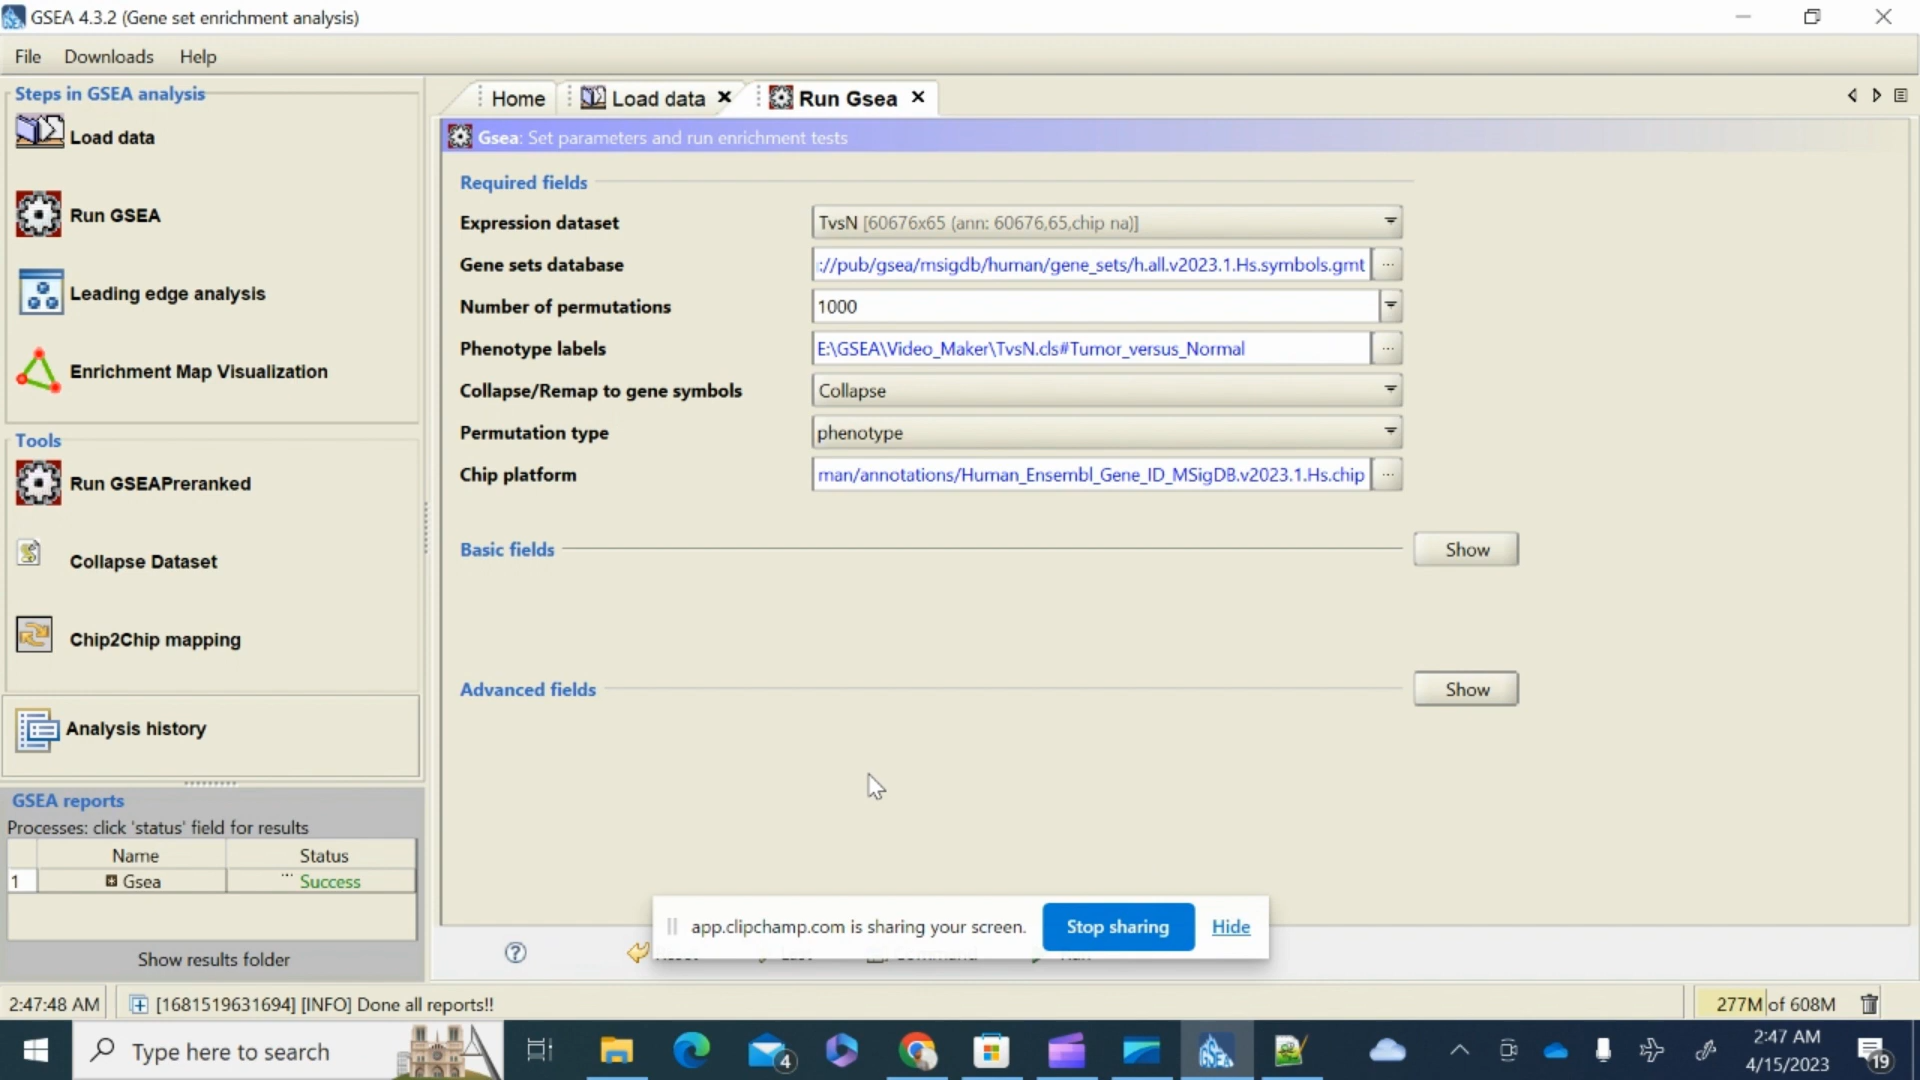 GSEA 4.3.2 (Gene set enrichment analysis)
File Downloads Help
Steps in GSEA analysis
Load data
Run GSEA
Leading edge analysis
Enrichment Map Visualization
Tools
Run GSEAPreranked
Collapse Dataset
Chip2Chip mapping
Analysis history
GSEA reports
Processes: click 'status' field for results
Name Status
1 Gsea ... Success
Show results folder
Home Load data Run Gsea
Gsea: Set parameters and run enrichment tests
Required fields
Expression dataset TvsN [60676x65 (ann: 60676,65,chip na)]
Gene sets database ://pub/gsea/msigdb/human/gene_sets/h.all.v2023.1.Hs.symbols.gmt ...
Number of permutations 1000
Phenotype labels E:\GSEA\Video_Maker\TvsN.cls#Tumor_versus_Normal ...
Collapse/Remap to gene symbols Collapse
Permutation type phenotype
Chip platform man/annotations/Human_Ensembl_Gene_ID_MSigDB.v2023.1.Hs.chip ...
Basic fields Show
Advanced fields Show
app.clipchamp.com is sharing your screen. Stop sharing Hide
2:47:48 AM [1681519631694] [INFO] Done all reports!! 277M of 608M
Type here to search 4 GSEA 2:47 AM
4/15/2023 19